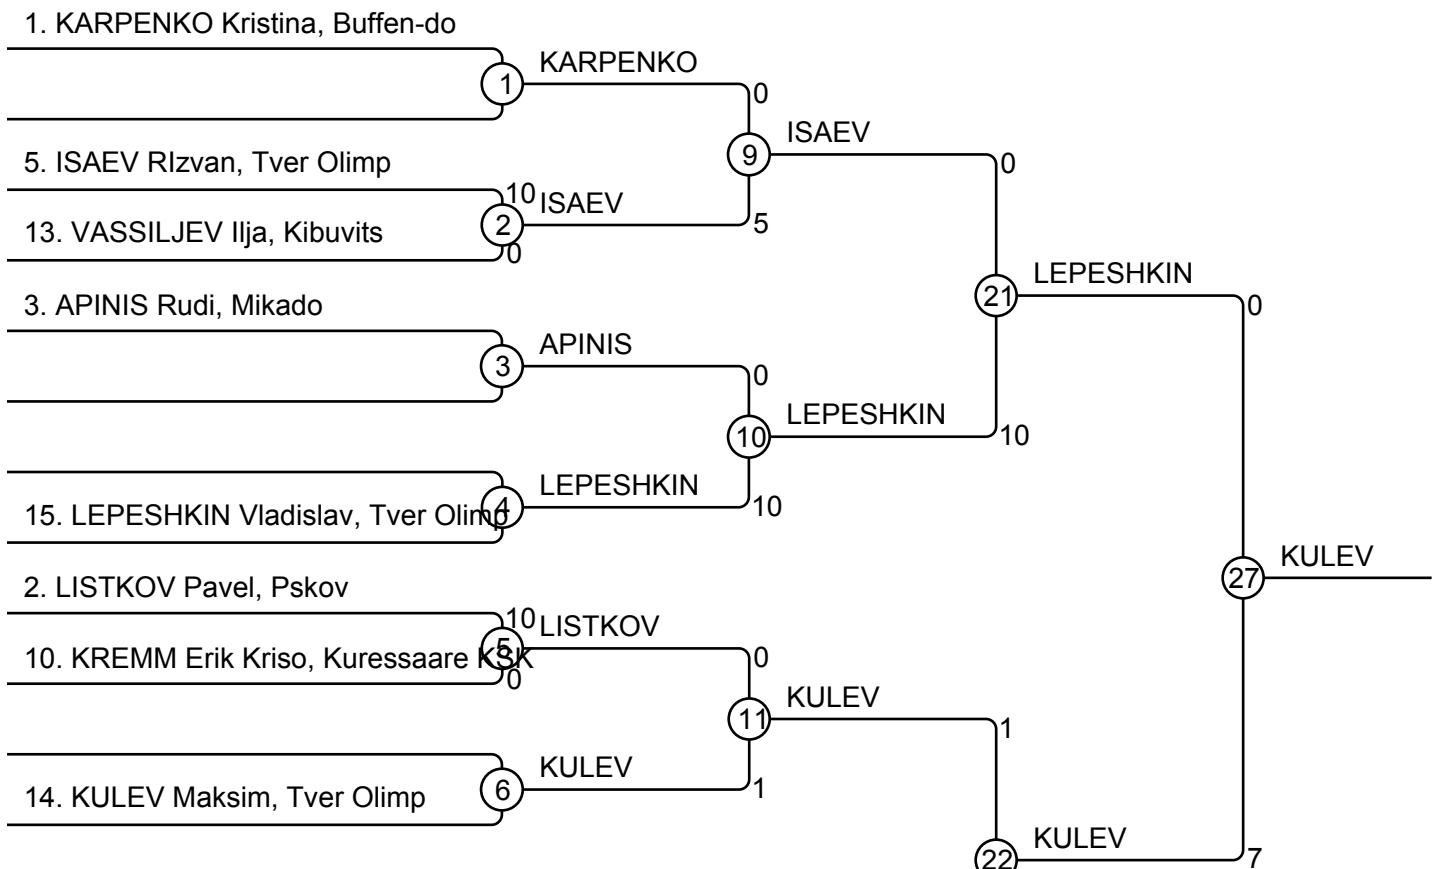 1. KARPENKO Kristina, Buffen-do
1
KARPENKO
0
9
ISAEV
0
5. ISAEV RIzvan, Tver Olimp
10
2
ISAEV
5
13. VASSILJEV Ilja, Kibuvits
0
21
LEPESHKIN
0
3. APINIS Rudi, Mikado
3
APINIS
0
10
LEPESHKIN
10
4
LEPESHKIN
10
15. LEPESHKIN Vladislav, Tver Olimp
27
KULEV
2. LISTKOV Pavel, Pskov
10
5
LISTKOV
0
10. KREMM Erik Kriso, Kuressaare KSK
0
11
KULEV
1
6
KULEV
1
14. KULEV Maksim, Tver Olimp
22
KULEV
7